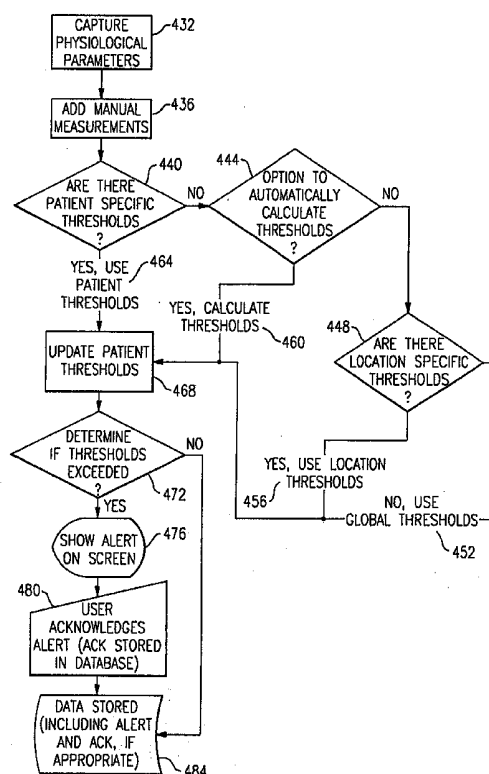 CAPTURE
PHYSIOLOGICAL
PARAMETERS
432
ADD MANUAL
MEASUREMENTS
436
440
ARE THERE
PATIENT SPECIFIC
THRESHOLDS
?
NO
444
OPTION TO
AUTOMATICALLY
CALCULATE
THRESHOLDS
?
NO
464
YES, USE
PATIENT
THRESHOLDS
YES, CALCULATE
THRESHOLDS
460
448
ARE THERE
LOCATION SPECIFIC
THRESHOLDS
?
UPDATE PATIENT
THRESHOLDS
468
DETERMINE
IF THRESHOLDS
EXCEEDED
?
NO
472
YES
YES, USE LOCATION
THRESHOLDS
456
NO, USE
GLOBAL THRESHOLDS
452
476
SHOW ALERT
ON SCREEN
480
USER
ACKNOWLEDGES
ALERT (ACK STORED
IN DATABASE)
DATA STORED
(INCLUDING ALERT
AND ACK, IF
APPROPRIATE)
484